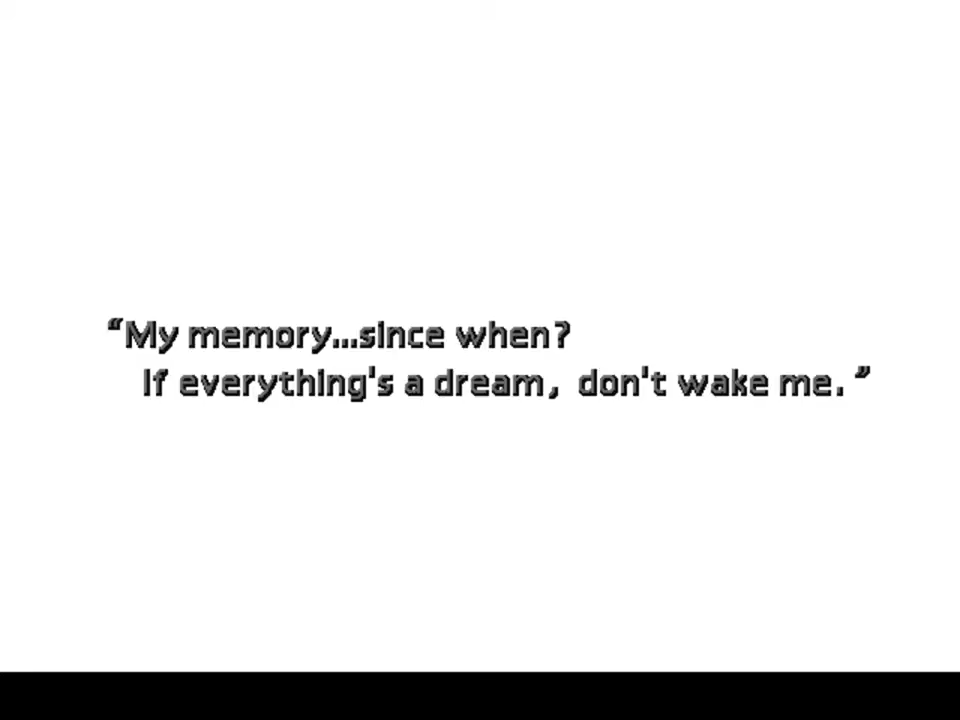 “My memory...since when?
If everything's a dream, don't wake me.”